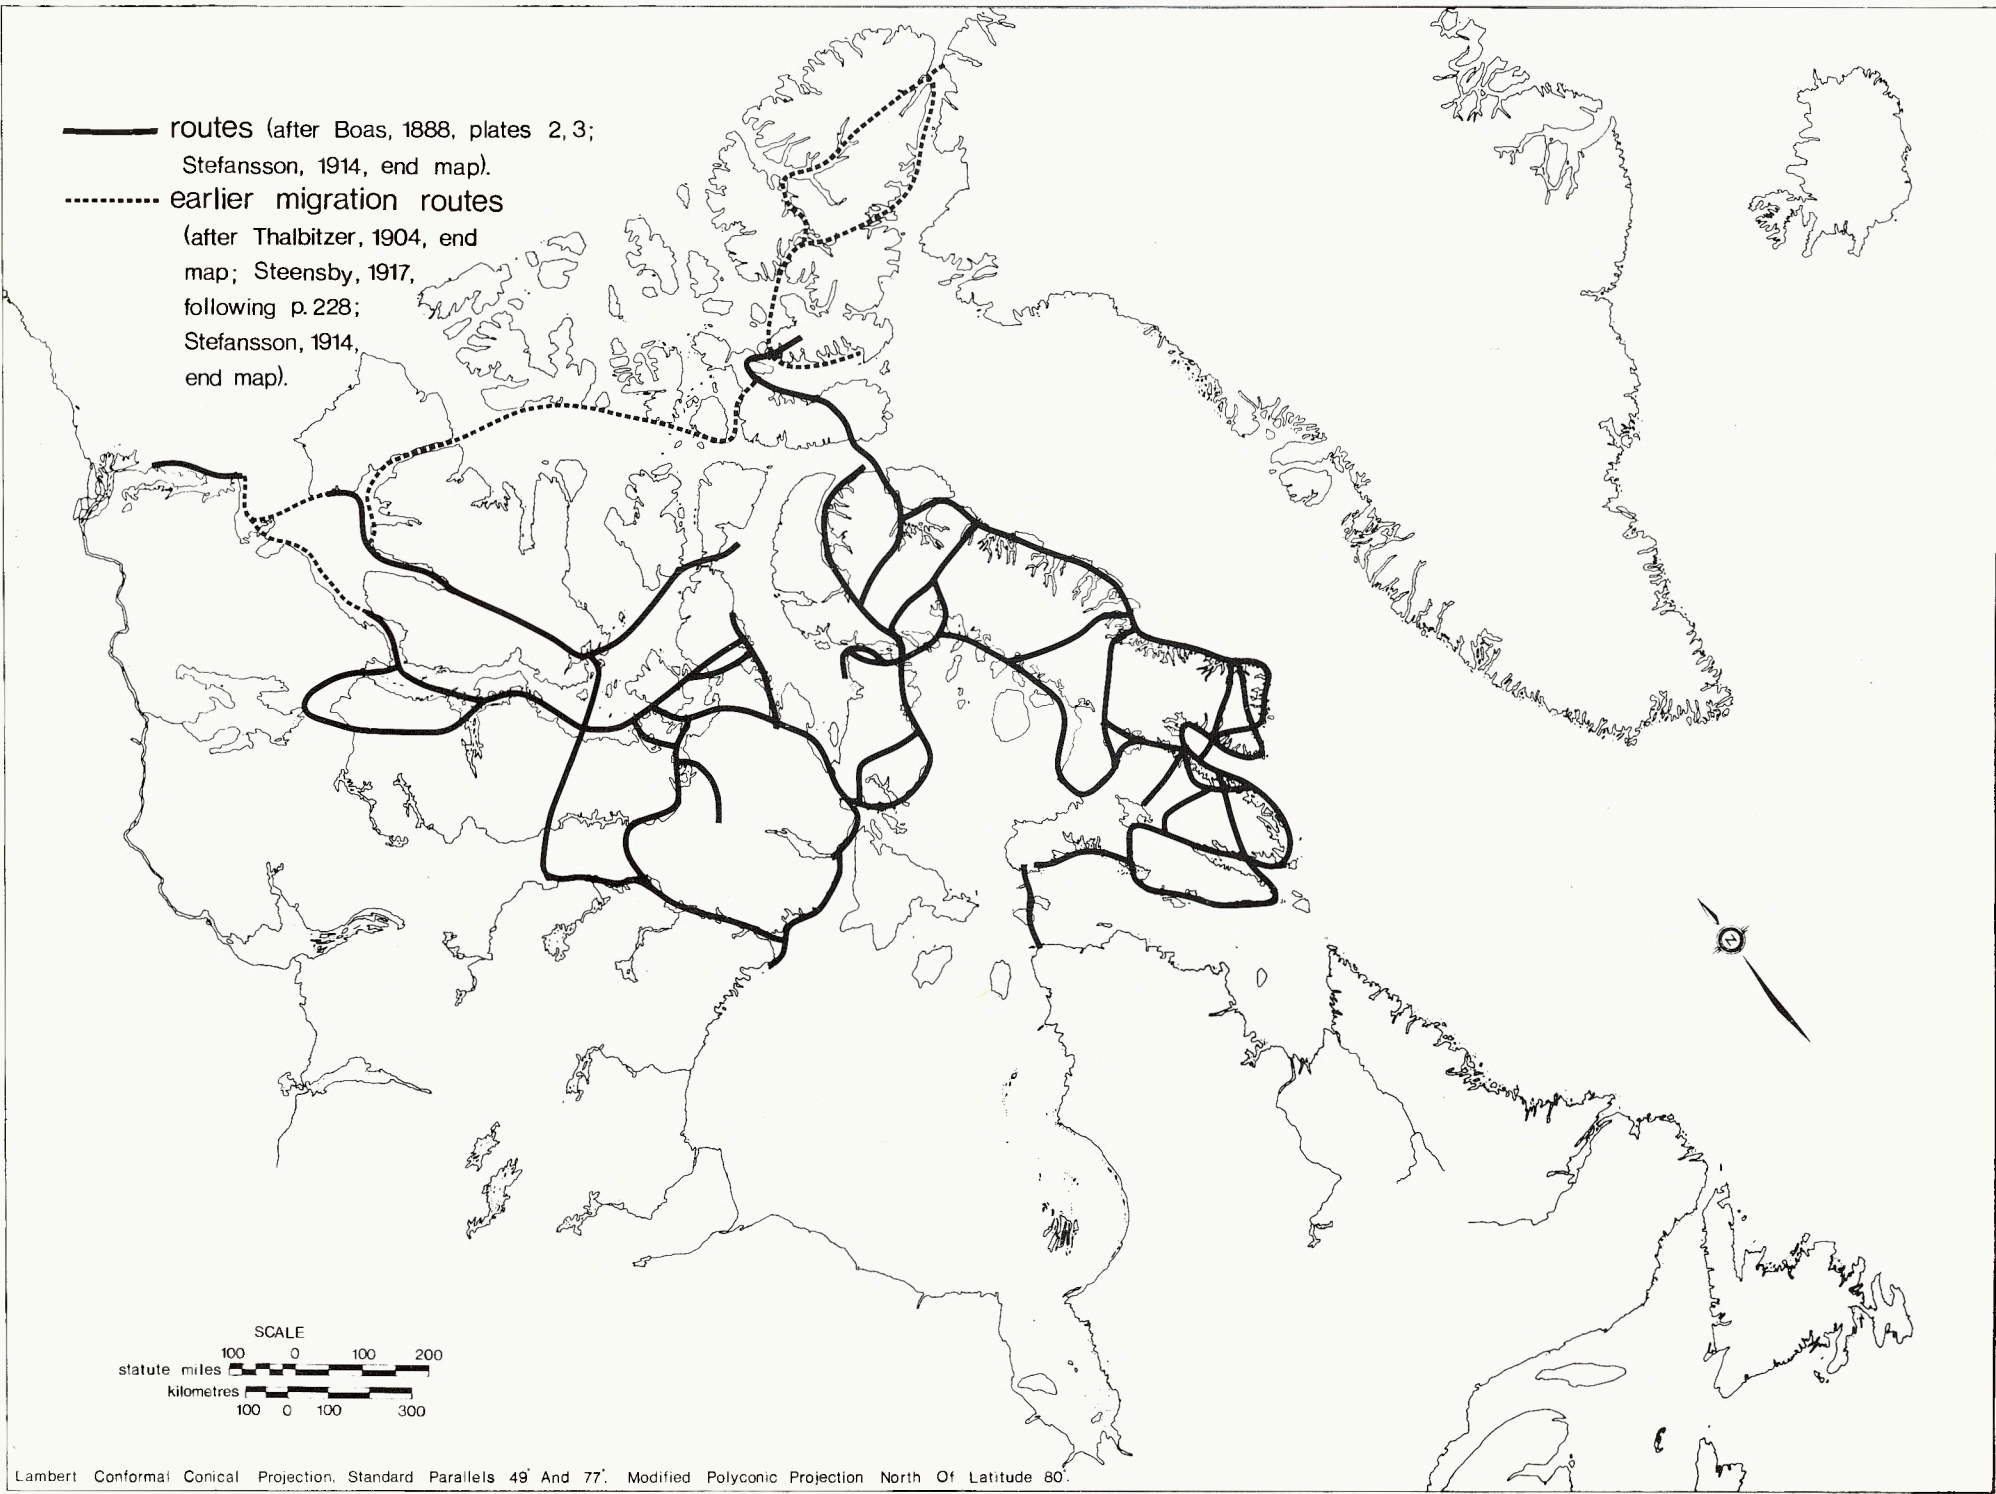 routes (after Boas, 1888, plates 2,3;
Stefansson, 1914, end map).
earlier migration routes
(after Thalbitzer, 1904, end
map; Steensby, 1917,
following p. 228;
Stefansson, 1914,
end map).
N
SCALE
100 0 100 200
statute miles
kilometres
100 0 100 300
Lambert Conformal Conical Projection, Standard Parallels 49° And 77°. Modified Polyconic Projection North Of Latitude 80°.